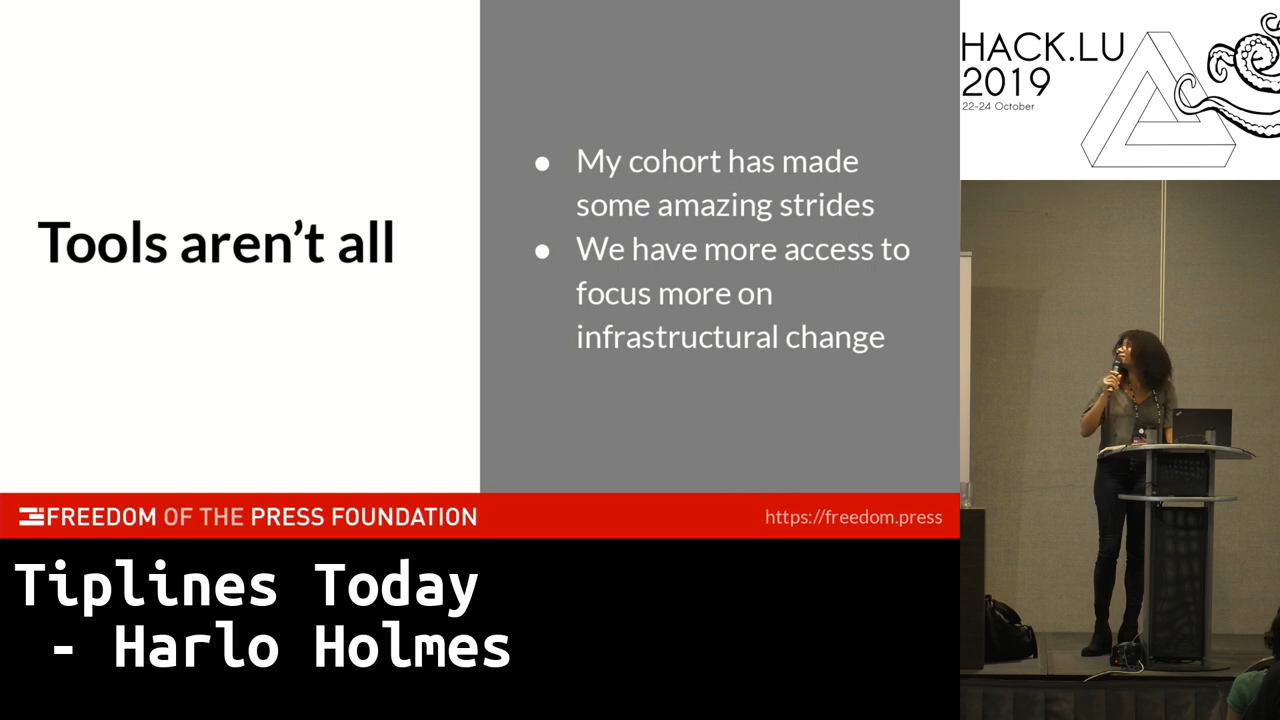 Tools aren’t all
● My cohort has made
some amazing strides
● We have more access to
focus more on
infrastructural change
FREEDOM OF THE PRESS FOUNDATION
https://freedom.press
Tiplines Today
- Harlo Holmes
HACK.LU
2019
22-24 October